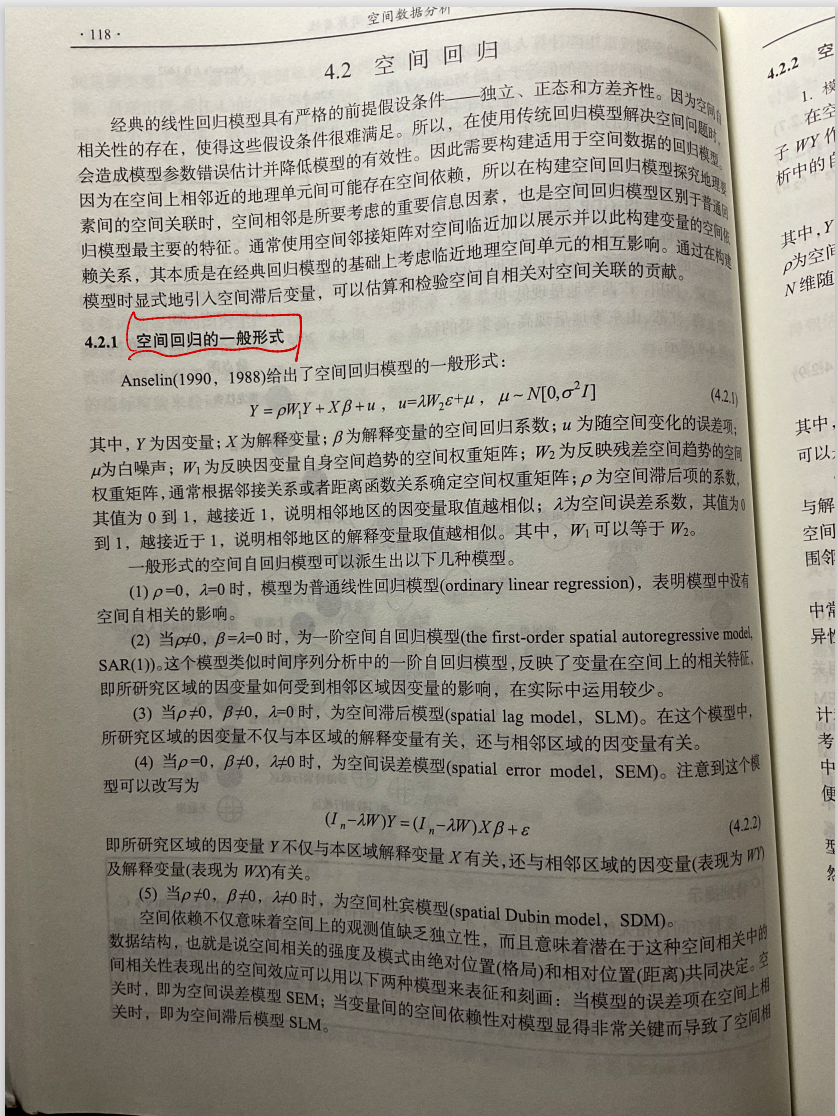 ·118·
空间数据分析
4.2 空间回归
经典的线性回归模型具有严格的前提假设条件——独立、正态和方差齐性。因为空间自
相关性的存在，使得这些假设条件很难满足。所以，在使用传统回归模型解决空间问题时，
会造成模型参数错误估计并降低模型的有效性。因此需要构建适用于空间数据的回归模型。
因为在空间上相邻近的地理单元间可能存在空间依赖，所以在构建空间回归模型探究地理要
素间的空间关联时，空间相邻是所要考虑的重要信息因素，也是空间回归模型区别于普通回
归模型最主要的特征。通常使用空间邻接矩阵对空间临近加以展示并以此构建变量的空间依
赖关系，其本质是在经典回归模型的基础上考虑临近地理空间单元的相互影响。通过在构建
模型时显式地引入空间滞后变量，可以估算和检验空间自相关对空间关联的贡献。
4.2.1 空间回归的一般形式
Anselin(1990，1988)给出了空间回归模型的一般形式：
Y=ρW₁Y+Xβ+u，u=λW₂ε+μ，μ~N[0,σ²I] (4.2.1)
其中，Y为因变量；X为解释变量；β为解释变量的空间回归系数；u 为随空间变化的误差项；
μ为白噪声；W₁为反映因变量自身空间趋势的空间权重矩阵；W₂为反映残差空间趋势的空间
权重矩阵，通常根据邻接关系或者距离函数关系确定空间权重矩阵；ρ为空间滞后项的系数，
其值为 0 到 1，越接近 1，说明相邻地区的因变量取值越相似；λ为空间误差系数，其值为0
到 1，越接近于 1，说明相邻地区的解释变量取值越相似。其中，W₁可以等于 W₂。
一般形式的空间自回归模型可以派生出以下几种模型。
(1) ρ=0，λ=0 时，模型为普通线性回归模型(ordinary linear regression)，表明模型中没有
空间自相关的影响。
(2) 当ρ≠0，β=λ=0 时，为一阶空间自回归模型(the first-order spatial autoregressive model,
SAR(1))。这个模型类似时间序列分析中的一阶自回归模型，反映了变量在空间上的相关特征，
即所研究区域的因变量如何受到相邻区域因变量的影响，在实际中运用较少。
(3) 当ρ≠0，β≠0，λ=0 时，为空间滞后模型(spatial lag model，SLM)。在这个模型中，
所研究区域的因变量不仅与本区域的解释变量有关，还与相邻区域的因变量有关。
(4) 当ρ=0，β≠0，λ≠0 时，为空间误差模型(spatial error model，SEM)。注意到这个模
型可以改写为
(Iₙ−λW)Y=(Iₙ−λW)Xβ+ε (4.2.2)
即所研究区域的因变量 Y 不仅与本区域解释变量 X 有关，还与相邻区域的因变量(表现为 WY)
及解释变量(表现为 WX)有关。
(5) 当ρ≠0，β≠0，λ≠0 时，为空间杜宾模型(spatial Dubin model，SDM)。
空间依赖不仅意味着空间上的观测值缺乏独立性，而且意味着潜在于这种空间相关中的
数据结构，也就是说空间相关的强度及模式由绝对位置(格局)和相对位置(距离)共同决定。空
间相关性表现出的空间效应可以用以下两种模型来表征和刻画：当模型的误差项在空间上相
关时，即为空间误差模型 SEM；当变量间的空间依赖性对模型显得非常关键而导致了空间相
关时，即为空间滞后模型 SLM。
4.2.2 空
1. 模
在空
子 WY 作
析中的自
其中，Y
ρ为空间
N 维随
其中，
可以
与解
空间
围邻
中常
异性
计
考
中
便
型